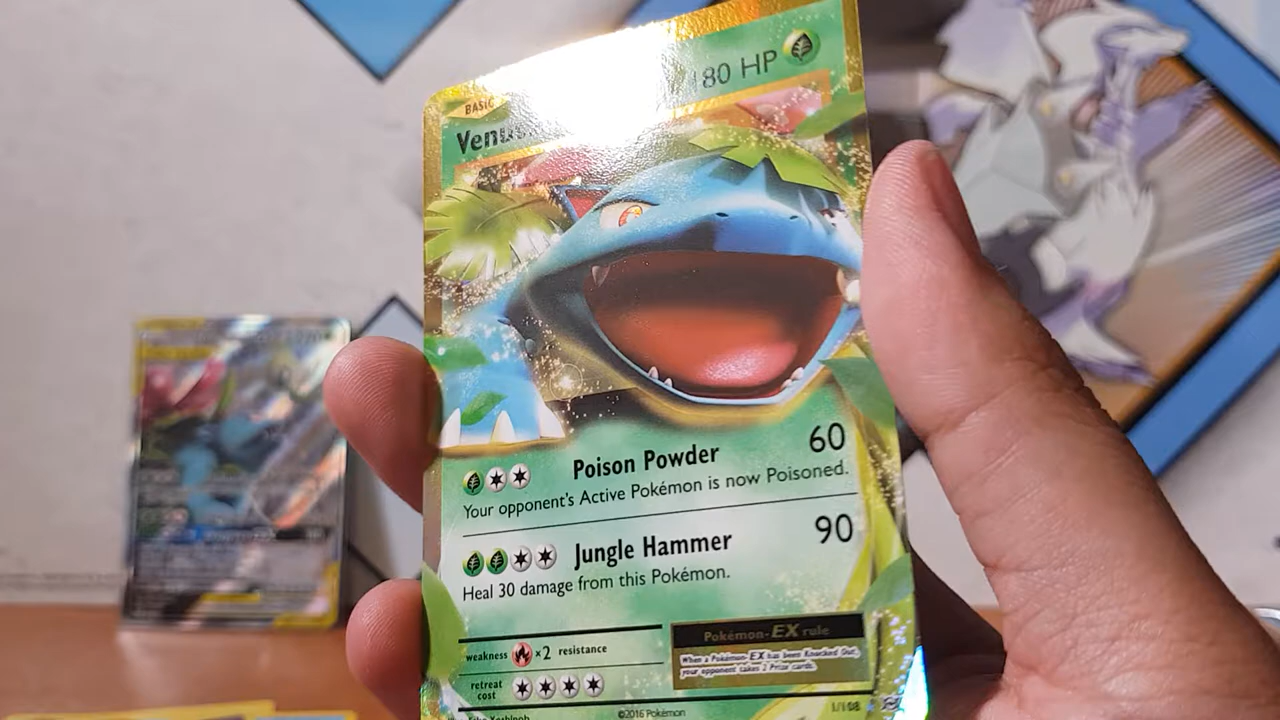 180 HP
BASIC
Venu
Poison Powder 60
Your opponent's Active Pokémon is now Poisoned.
Jungle Hammer 90
Heal 30 damage from this Pokémon.
Pokémon-EX rule
When a Pokémon-EX has been Knocked Out,
your opponent takes 2 Prize cards.
weakness ×2 resistance
retreat
cost
©2016 Pokémon
1/108